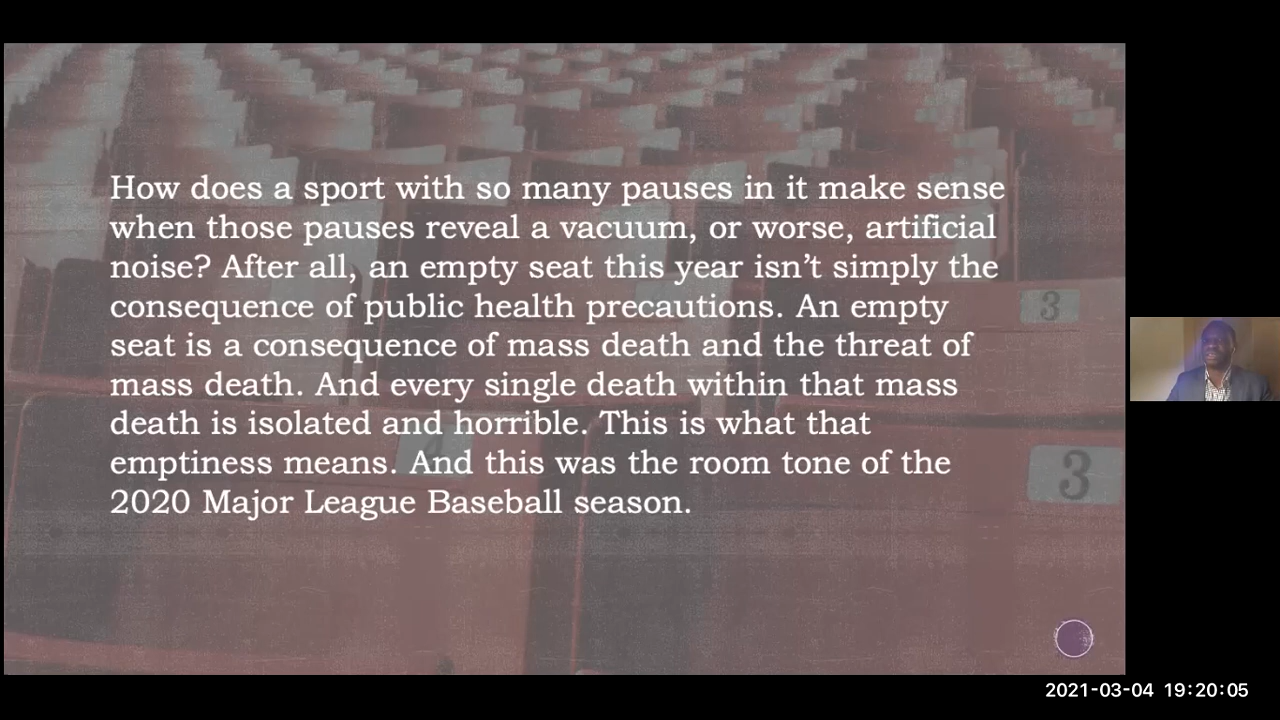 How does a sport with so many pauses in it make sense
when those pauses reveal a vacuum, or worse, artificial
noise? After all, an empty seat this year isn’t simply the
consequence of public health precautions. An empty
seat is a consequence of mass death and the threat of
mass death. And every single death within that mass
death is isolated and horrible. This is what that
emptiness means. And this was the room tone of the
2020 Major League Baseball season.
3
4
3
2021-03-04 19:20:05